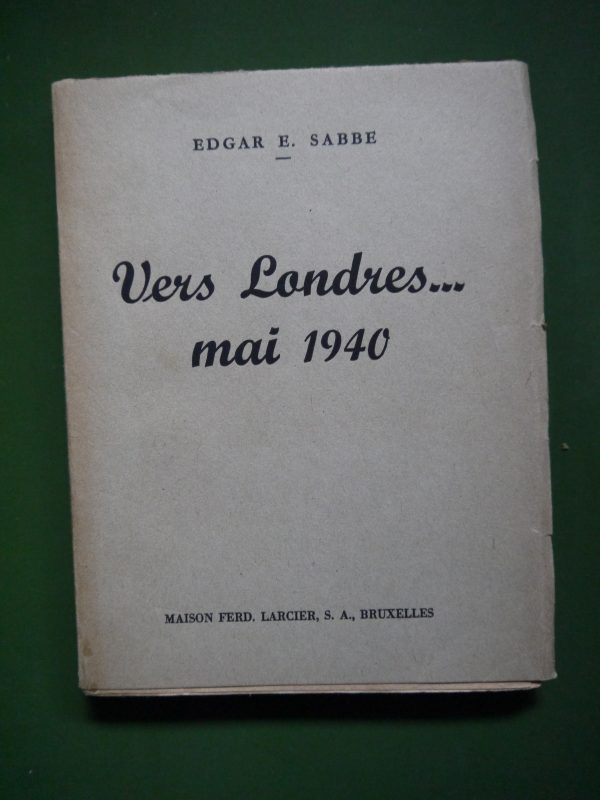 EDGAR E. SABBE
Vers Londres...
mai 1940
MAISON FERD. LARCIER, S. A., BRUXELLES